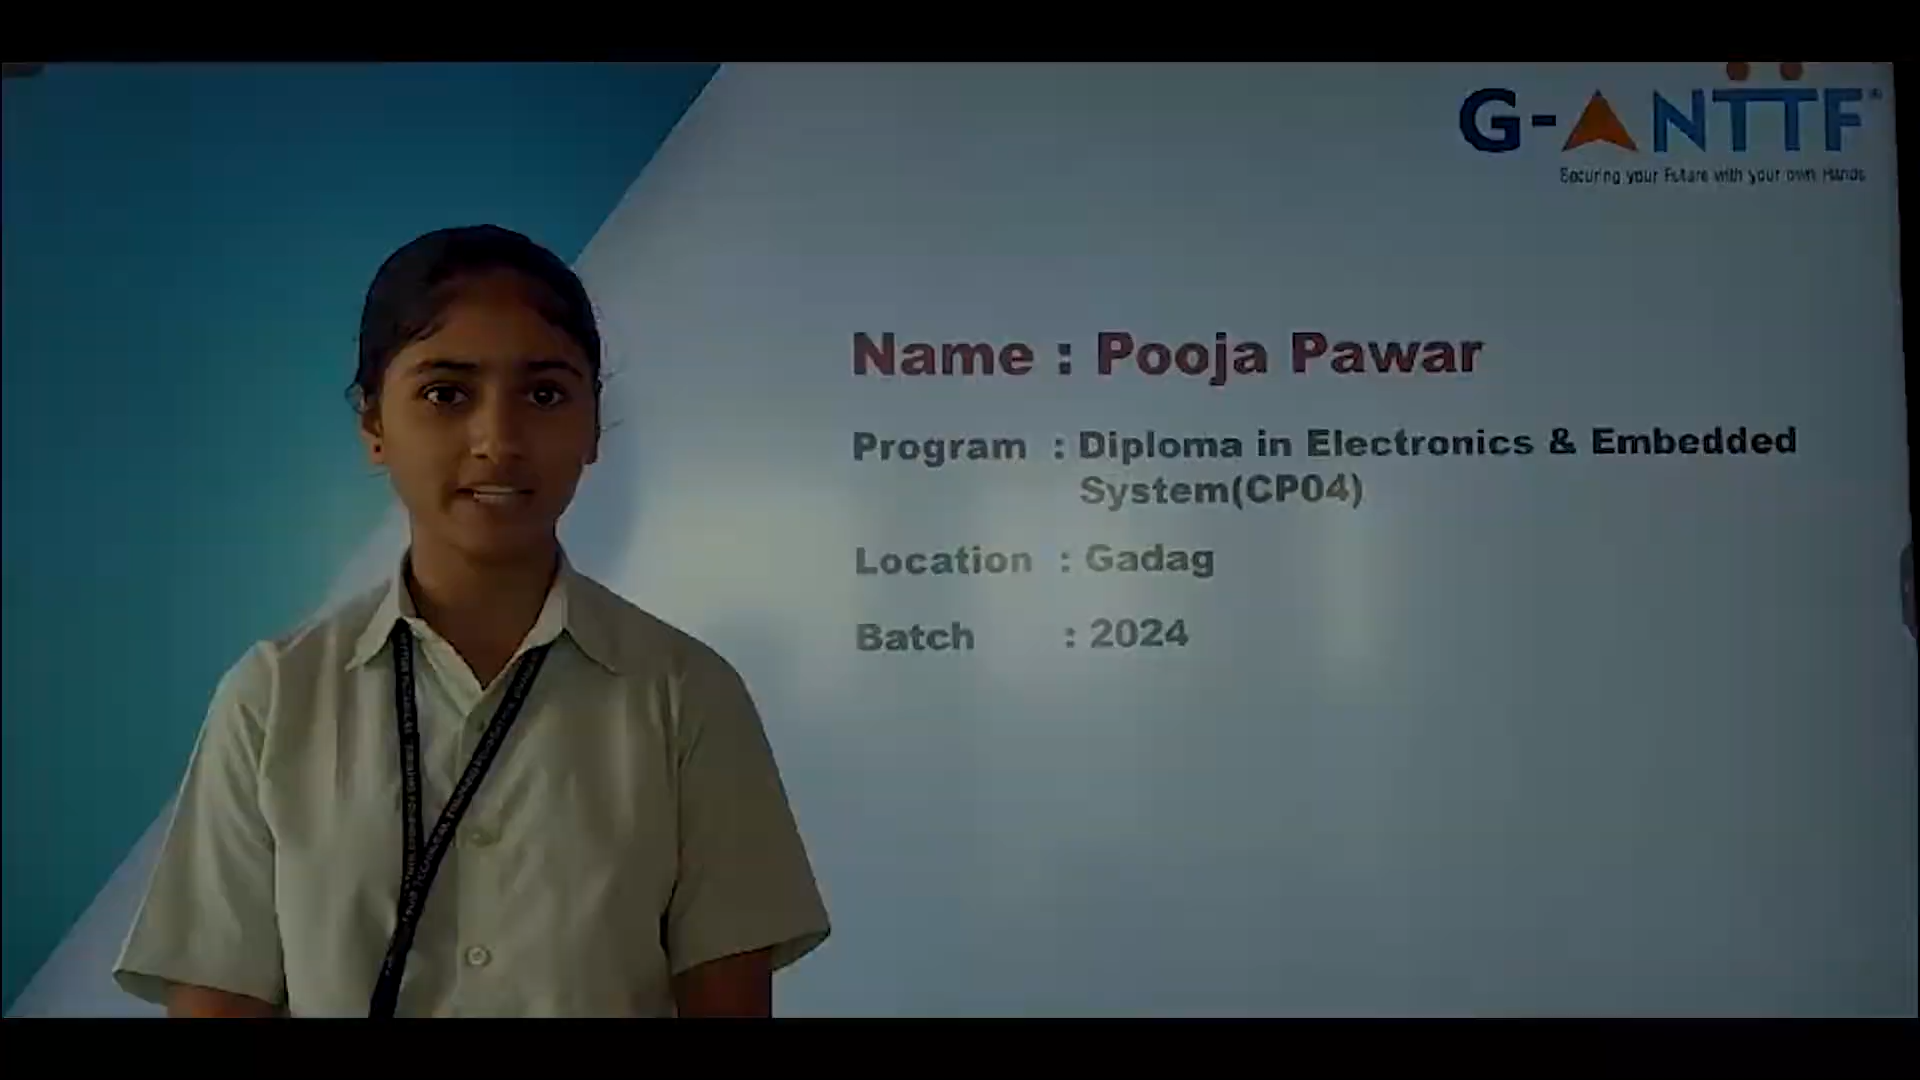 G-ANTTF®
Securing your Future with your own Hands
Name : Pooja Pawar
Program : Diploma in Electronics & Embedded
System(CP04)
Location : Gadag
Batch : 2024